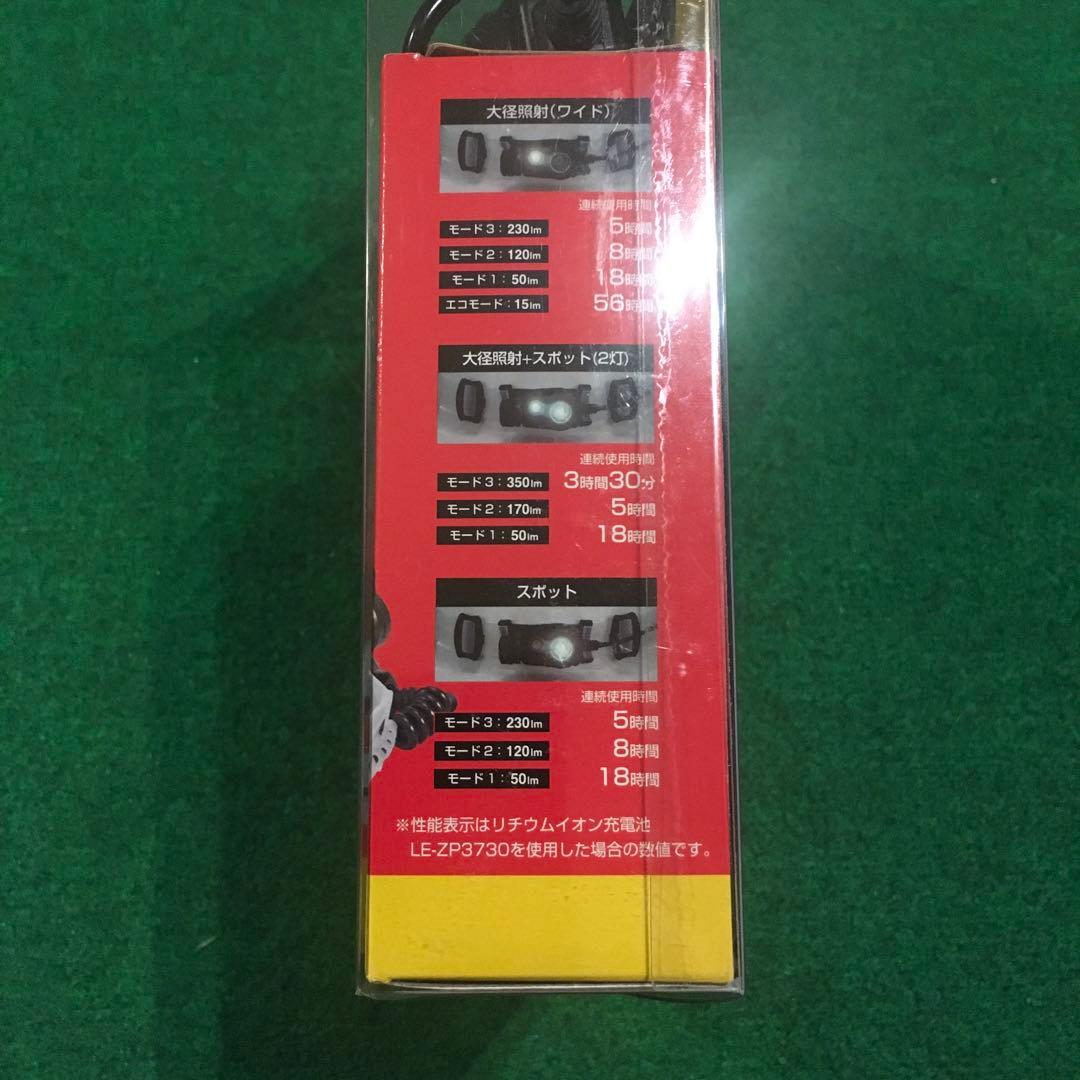 大径照射(ワイド)
連続使用時間
モード3:230lm 5時間
モード2:120lm 8時間
モード1:50lm 18時間
エコモード:15lm 56時間
大径照射+スポット(2灯)
連続使用時間
モード3:350lm 3時間30分
モード2:170lm 5時間
モード1:50lm 18時間
スポット
連続使用時間
モード3:230lm 5時間
モード2:120lm 8時間
モード1:50lm 18時間
※性能表示はリチウムイオン充電池
LE-ZP3730を使用した場合の数値です。